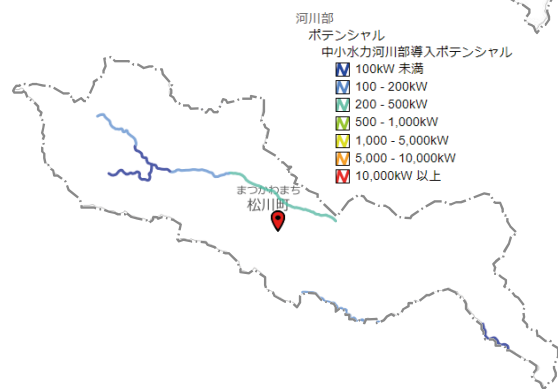 河川部
ポテンシャル
中小水力河川部導入ポテンシャル
100kW 未満
100 - 200kW
200 - 500kW
500 - 1,000kW
1,000 - 5,000kW
5,000 - 10,000kW
10,000kW 以上
まつかわまち
松川町